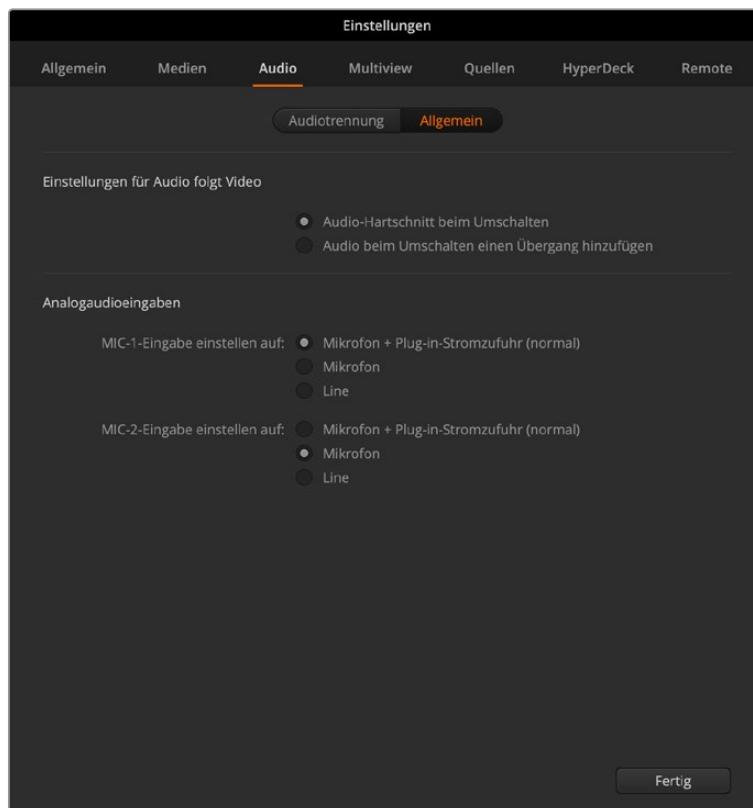 Einstellungen
Allgemein Medien Audio Multiview Quellen HyperDeck Remote
Audiotrennung Allgemein
Einstellungen für Audio folgt Video
Audio-Hartschnitt beim Umschalten
Audio beim Umschalten einen Übergang hinzufügen
Analogaudioeingaben
MIC-1-Eingabe einstellen auf: Mikrofon + Plug-in-Stromzufuhr (normal)
Mikrofon
Line
MIC-2-Eingabe einstellen auf: Mikrofon + Plug-in-Stromzufuhr (normal)
Mikrofon
Line
Fertig